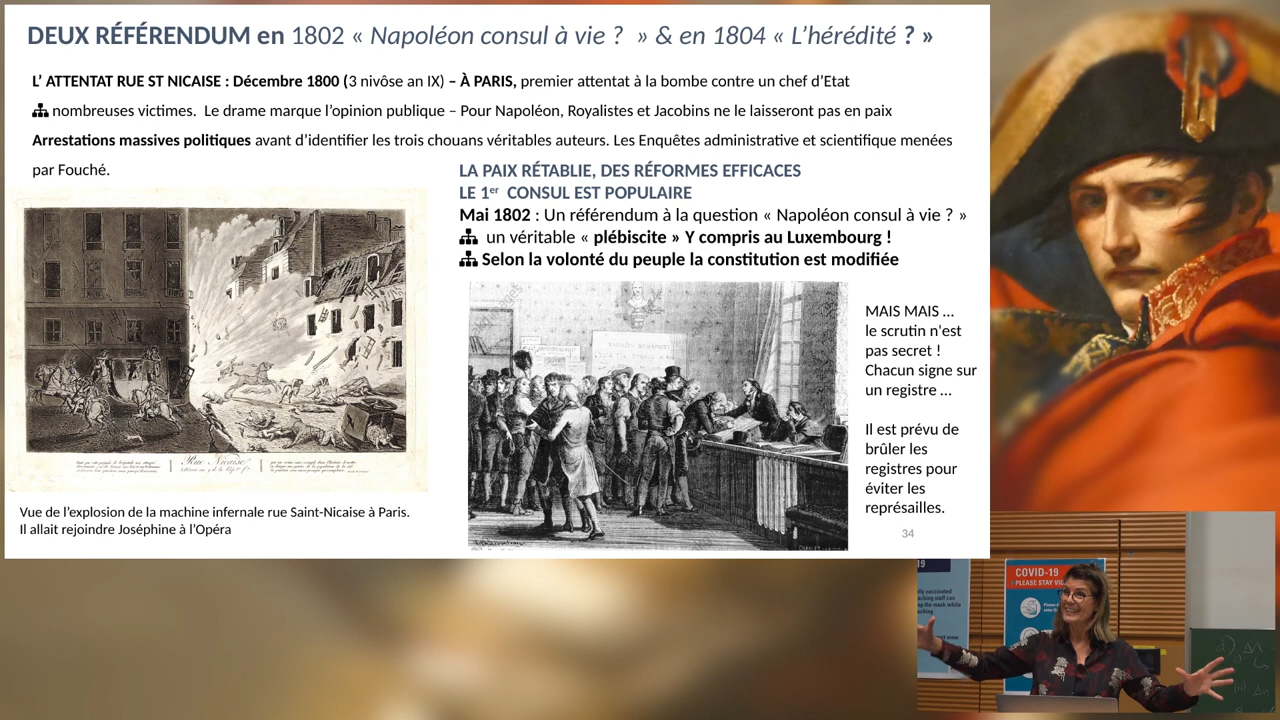 DEUX RÉFÉRENDUM en 1802 « Napoléon consul à vie ? » & en 1804 « L'hérédité ? »
L' ATTENTAT RUE ST NICAISE : Décembre 1800 (3 nivôse an IX) – À PARIS, premier attentat à la bombe contre un chef d'Etat
nombreuses victimes. Le drame marque l'opinion publique – Pour Napoléon, Royalistes et Jacobins ne le laisseront pas en paix
Arrestations massives politiques avant d'identifier les trois chouans véritables auteurs. Les Enquêtes administrative et scientifique menées
par Fouché.
LA PAIX RÉTABLIE, DES RÉFORMES EFFICACES
LE 1er CONSUL EST POPULAIRE
Mai 1802 : Un référendum à la question « Napoléon consul à vie ? »
un véritable « plébiscite » Y compris au Luxembourg !
Selon la volonté du peuple la constitution est modifiée
Rue Nicaise
Vue de l'explosion de la machine infernale rue Saint-Nicaise à Paris.
Il allait rejoindre Joséphine à l'Opéra
MAIS MAIS ...
le scrutin n'est
pas secret !
Chacun signe sur
un registre ...
Il est prévu de
brûler les
registres pour
éviter les
représailles.
34
19
COVID-19
PLEASE STAY